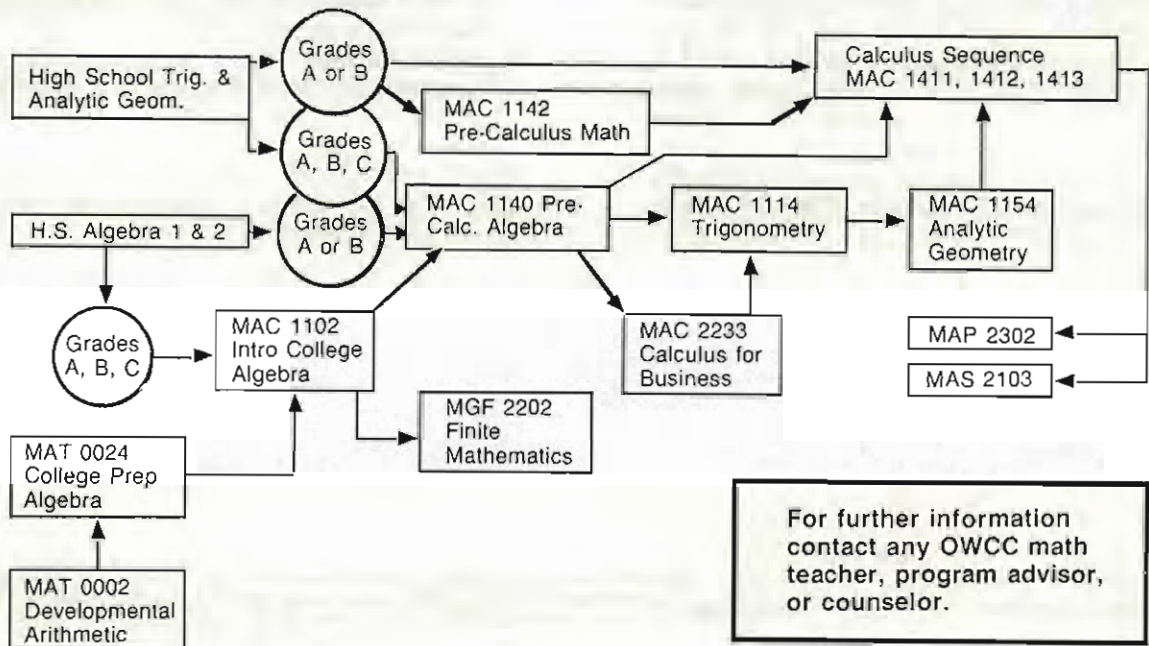 High School Trig. &
Analytic Geom.
Grades
A or B
Calculus Sequence
MAC 1411, 1412, 1413
MAC 1142
Pre-Calculus Math
Grades
A, B, C
H.S. Algebra 1 & 2
Grades
A or B
MAC 1140 Pre-
Calc. Algebra
MAC 1114
Trigonometry
MAC 1154
Analytic
Geometry
Grades
A, B, C
MAC 1102
Intro College
Algebra
MAC 2233
Calculus for
Business
MAP 2302
MAS 2103
MGF 2202
Finite
Mathematics
MAT 0024
College Prep
Algebra
MAT 0002
Developmental
Arithmetic
For further information
contact any OWCC math
teacher, program advisor,
or counselor.